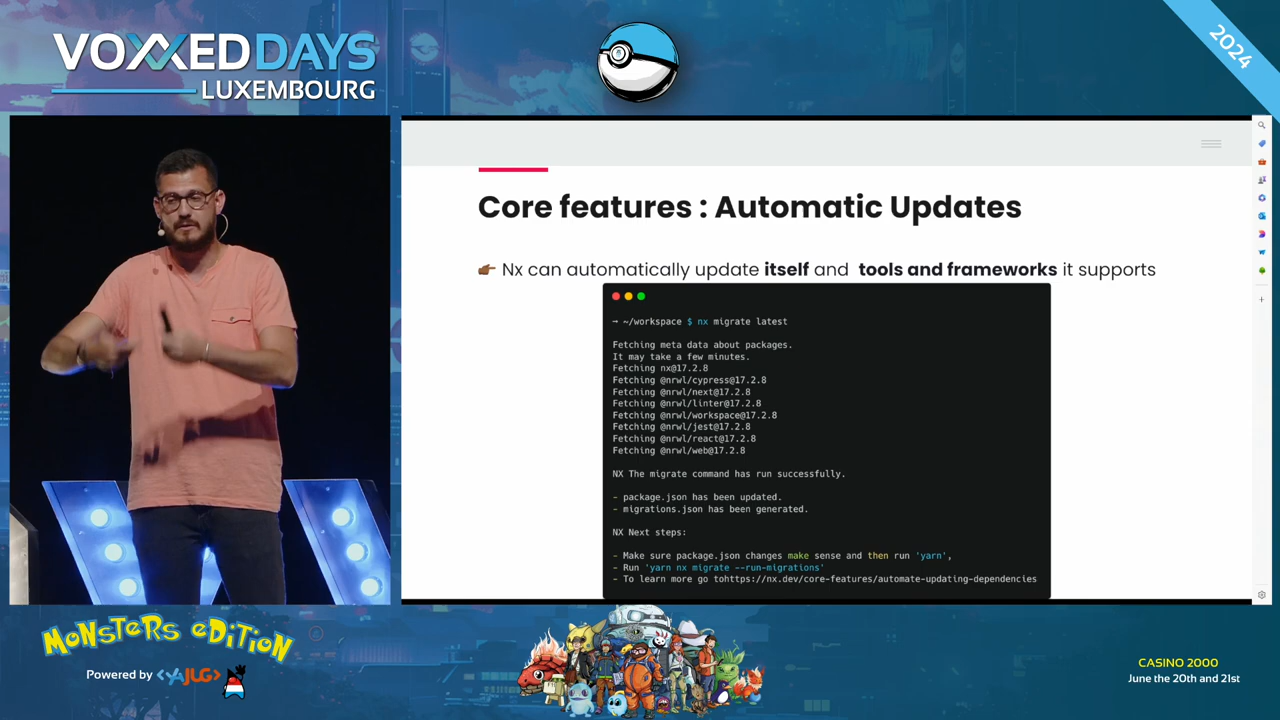 VOXXEDDAYS
LUXEMBOURG
2024
Core features : Automatic Updates
Nx can automatically update itself and tools and frameworks it supports
→ ~/workspace $ nx migrate latest
Fetching meta data about packages.
It may take a few minutes.
Fetching nx@17.2.8
Fetching @nrwl/cypress@17.2.8
Fetching @nrwl/next@17.2.8
Fetching @nrwl/linter@17.2.8
Fetching @nrwl/workspace@17.2.8
Fetching @nrwl/jest@17.2.8
Fetching @nrwl/react@17.2.8
Fetching @nrwl/web@17.2.8
NX The migrate command has run successfully.
- package.json has been updated.
- migrations.json has been generated.
NX Next steps:
- Make sure package.json changes make sense and then run 'yarn',
- Run 'yarn nx migrate --run-migrations'
- To learn more go tohttps://nx.dev/core-features/automate-updating-dependencies
MONSTERS EDITION
Powered by <YAJUG>
CASINO 2000
June the 20th and 21st